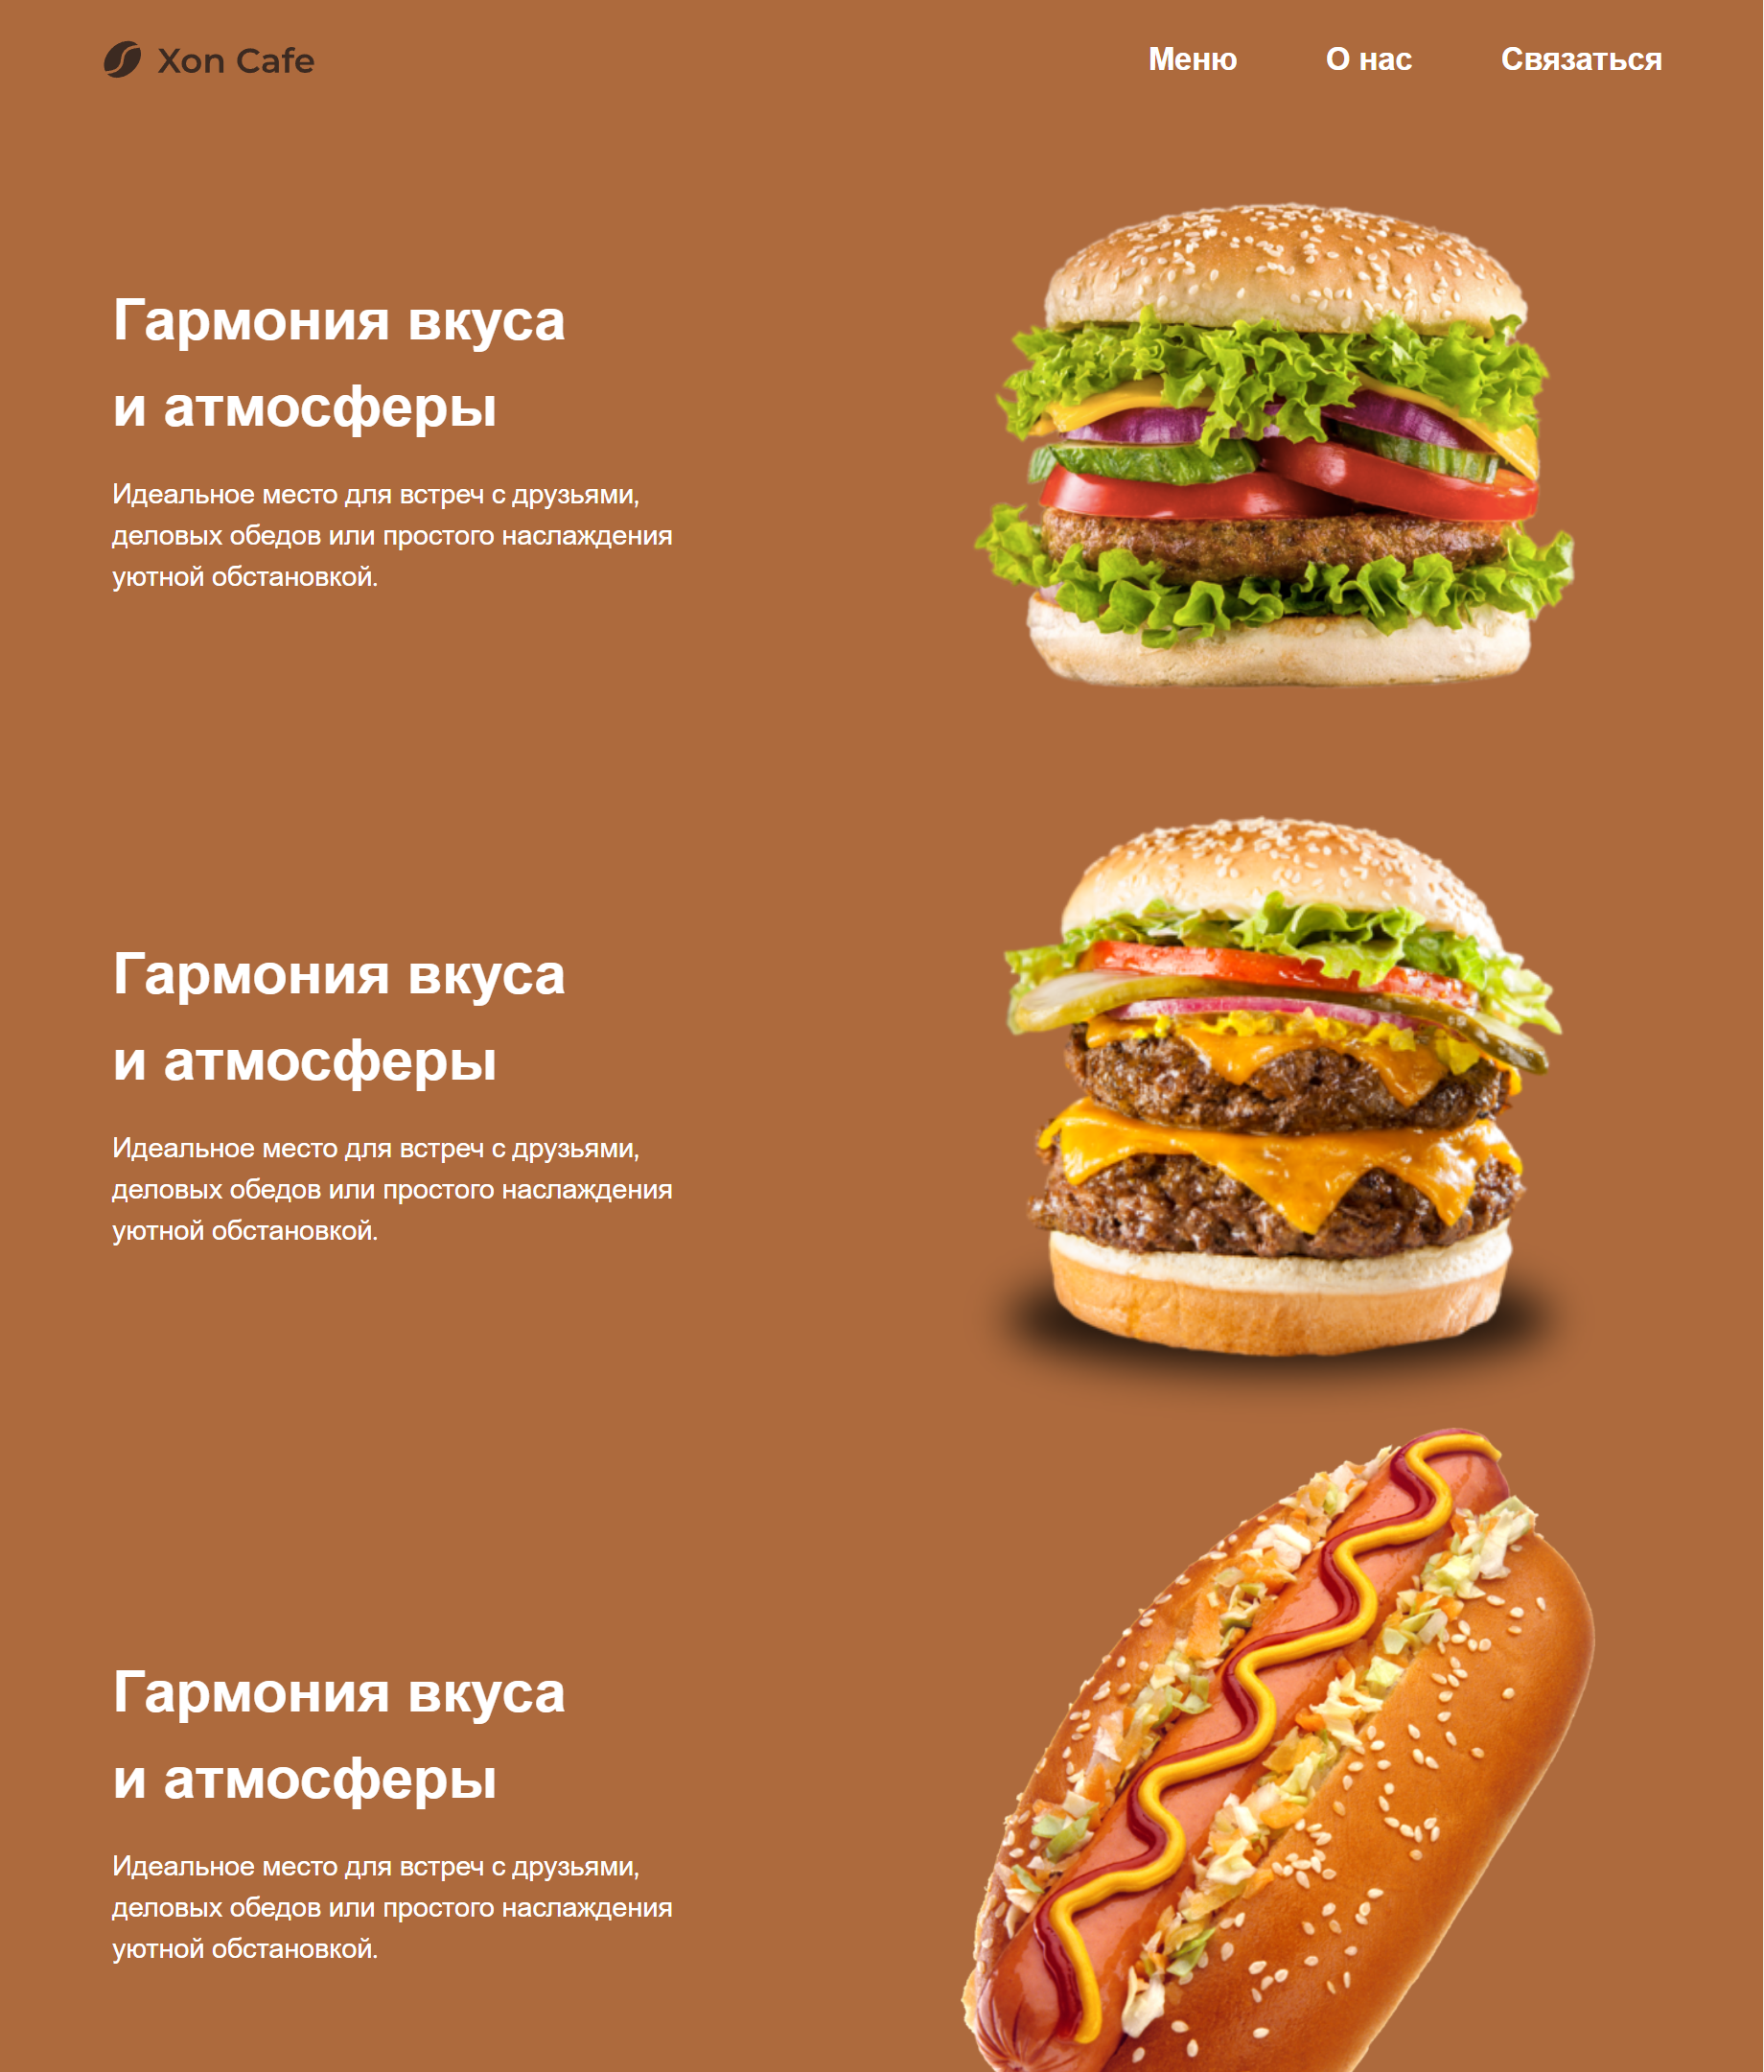 Xon Cafe
Меню О нас Связаться
Гармония вкуса
и атмосферы
Идеальное место для встреч с друзьями,
деловых обедов или простого наслаждения
уютной обстановкой.
Гармония вкуса
и атмосферы
Идеальное место для встреч с друзьями,
деловых обедов или простого наслаждения
уютной обстановкой.
Гармония вкуса
и атмосферы
Идеальное место для встреч с друзьями,
деловых обедов или простого наслаждения
уютной обстановкой.